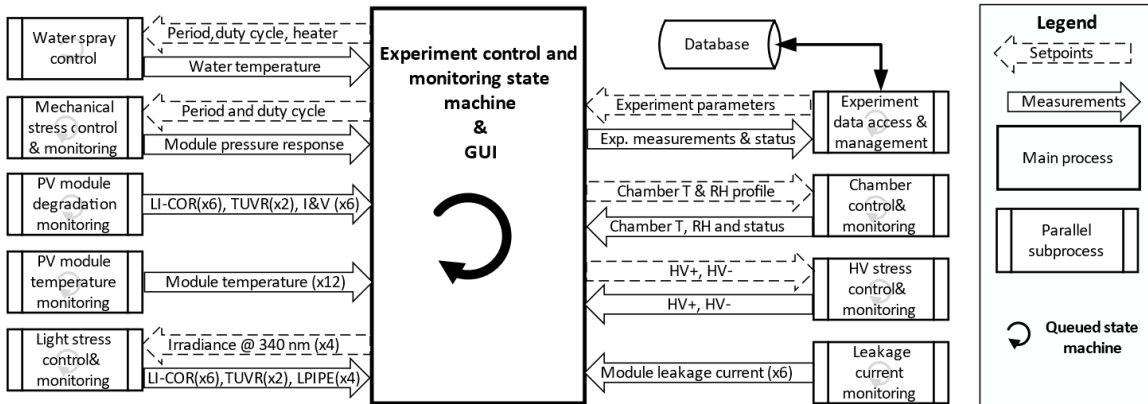 Water spray
control
Period,duty cycle, heater
Water temperature
Mechanical
stress control
& monitoring
Period and duty cycle
Module pressure response
PV module
degradation
monitoring
LI-COR(x6), TUVR(x2), I&V (x6)
PV module
temperature
monitoring
Module temperature (x12)
Light stress
control&
monitoring
Irradiance @ 340 nm (x4)
LI-COR(x6),TUVR(x2), LPIPE(x4)
Experiment control and
monitoring state
machine
&
GUI
Database
Experiment parameters
Exp. measurements & status
Experiment
data access &
management
Chamber T & RH profile
Chamber T, RH and status
Chamber
control&
monitoring
HV+, HV-
HV+, HV-
HV stress
control&
monitoring
Module leakage current (x6)
Leakage
current
monitoring
Legend
Setpoints
Measurements
Main process
Parallel
subprocess
Queued state
machine